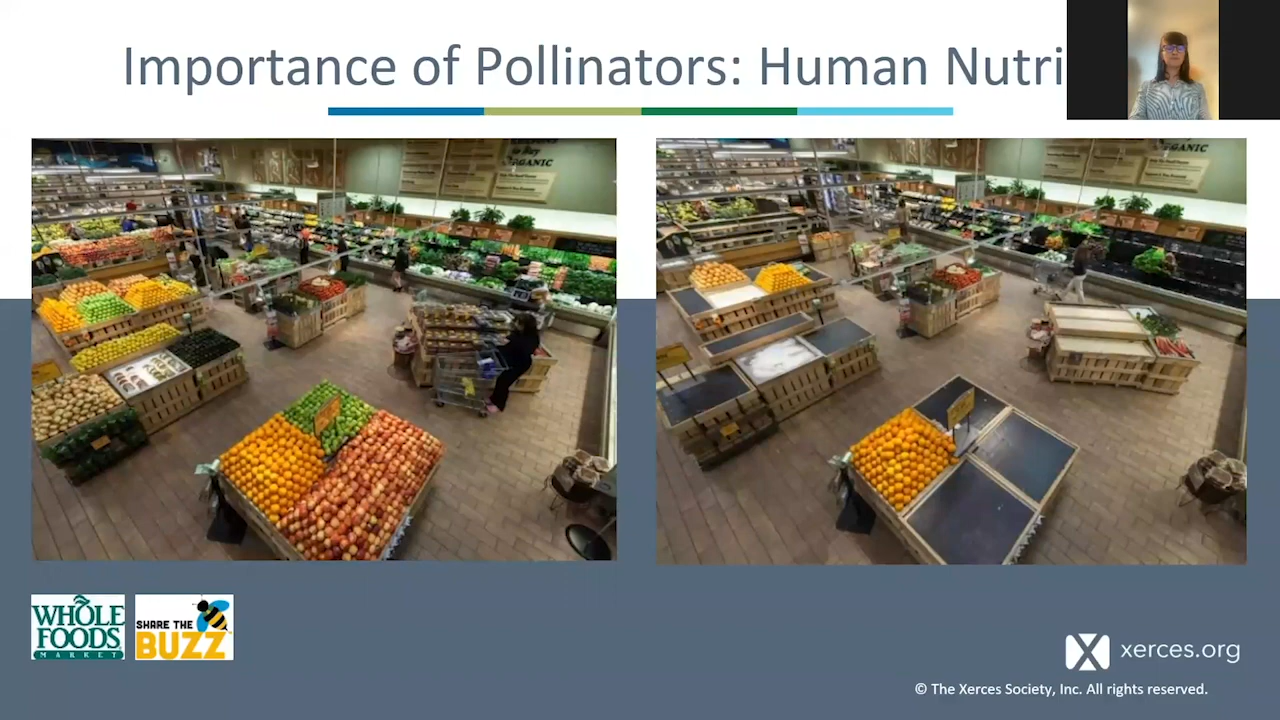 Importance of Pollinators: Human Nutri
ORGANIC
WHOLE
FOODS
MARKET
SHARE THE
BUZZ
xerces.org
© The Xerces Society, Inc. All rights reserved.